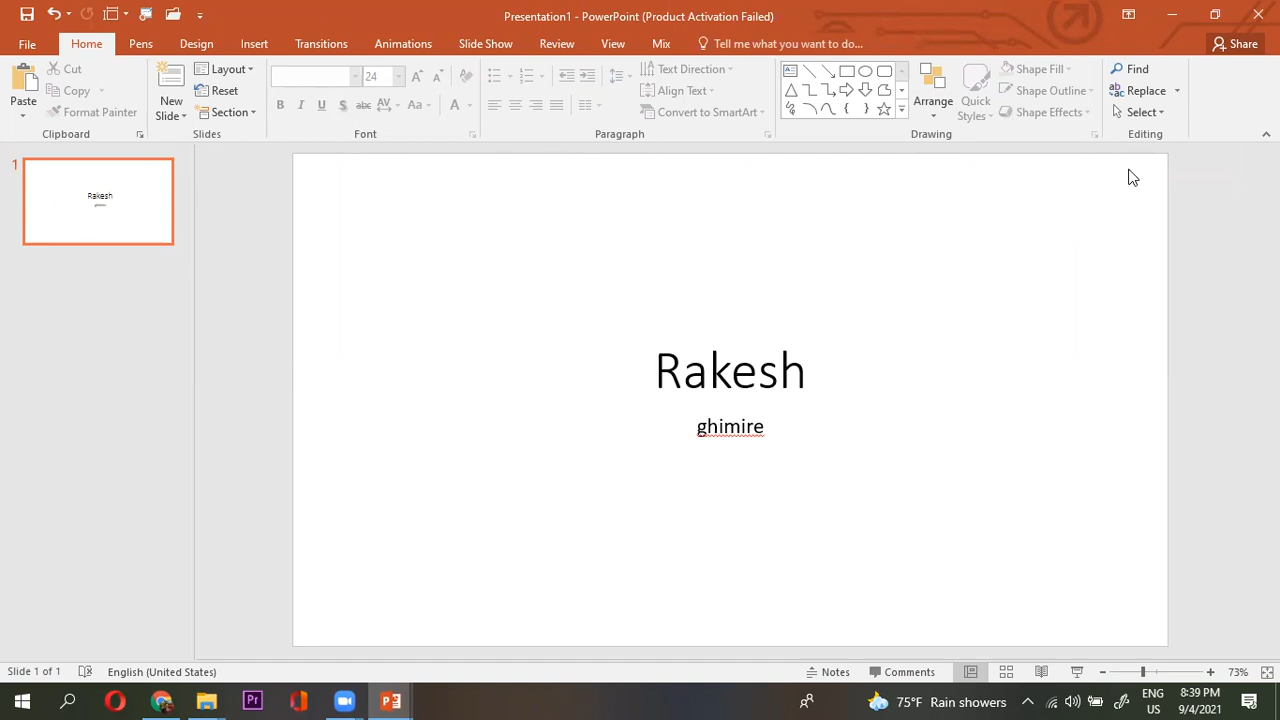 Presentation1 - PowerPoint (Product Activation Failed)
File Home Pens Design Insert Transitions Animations Slide Show Review View Mix Tell me what you want to do... Share
Paste Cut Copy Format Painter Clipboard
New Slide Layout Reset Section Slides
24 B I U S abc AV Aa A Font
Text Direction Align Text Convert to SmartArt Paragraph
Arrange Quick Styles Shape Fill Shape Outline Shape Effects Drawing
Find Replace Select Editing
1
Rakesh
Rakesh
ghimire
Slide 1 of 1 English (United States) Notes Comments 73%
Pr 75°F Rain showers ENG US 8:39 PM 9/4/2021